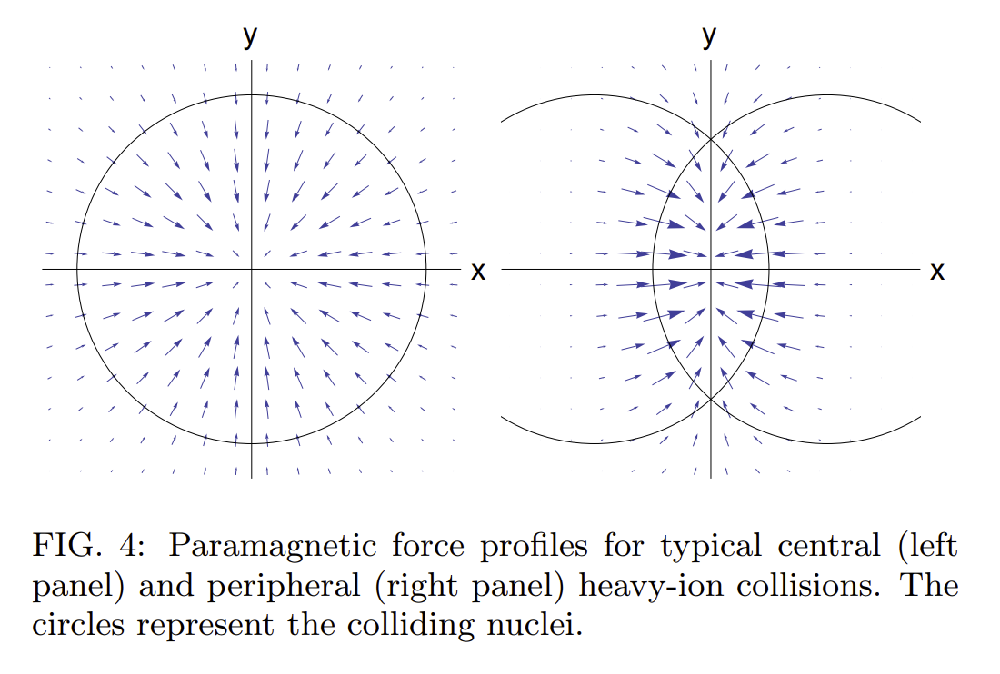 y
y
x
x
FIG. 4: Paramagnetic force profiles for typical central (left
panel) and peripheral (right panel) heavy-ion collisions. The
circles represent the colliding nuclei.